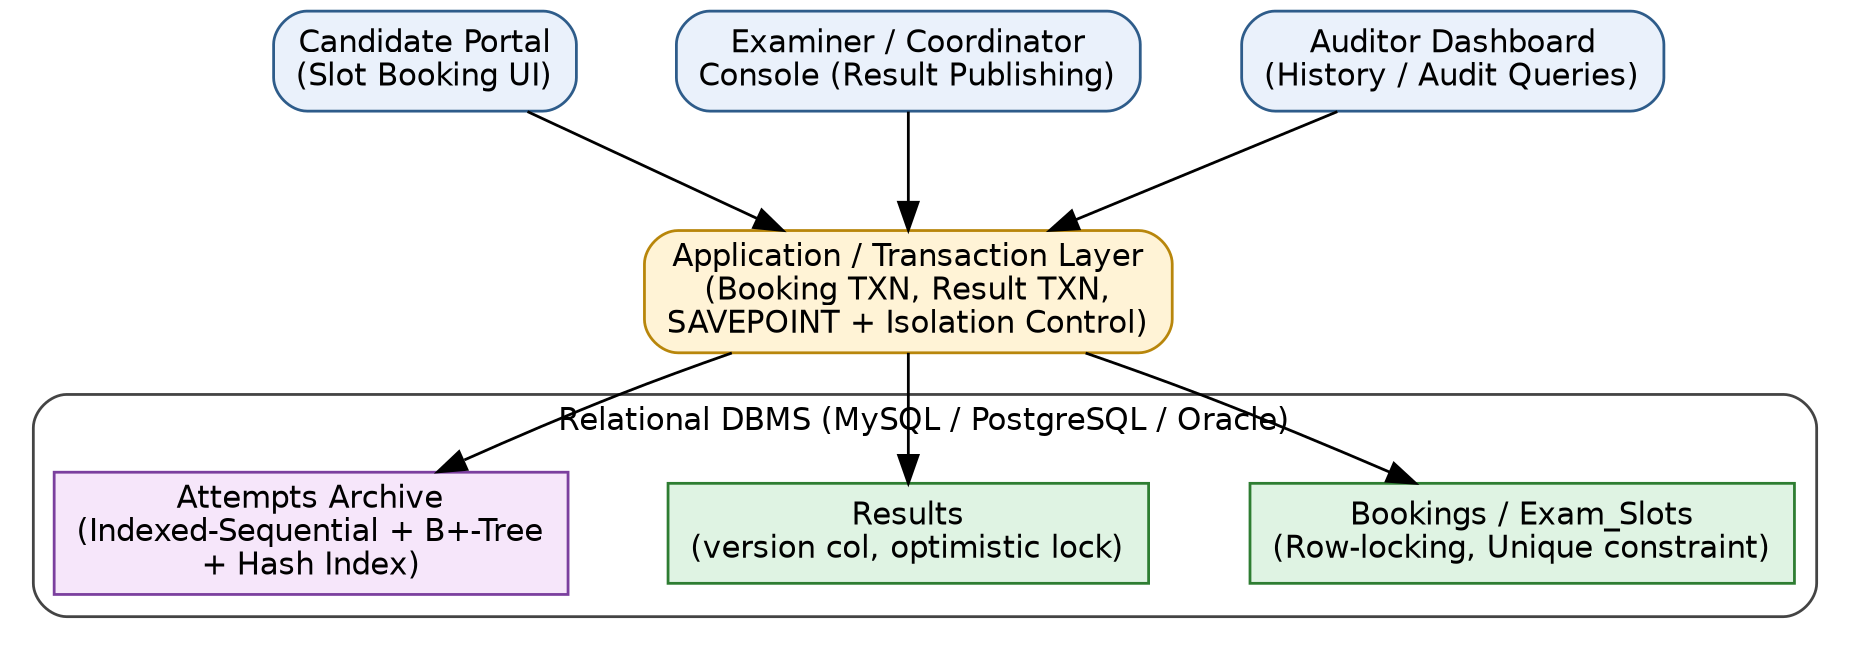 Candidate Portal
(Slot Booking UI)
Examiner / Coordinator
Console (Result Publishing)
Auditor Dashboard
(History / Audit Queries)
Application / Transaction Layer
(Booking TXN, Result TXN,
SAVEPOINT + Isolation Control)
Relational DBMS (MySQL / PostgreSQL / Oracle)
Attempts Archive
(Indexed-Sequential + B+-Tree
+ Hash Index)
Results
(version col, optimistic lock)
Bookings / Exam_Slots
(Row-locking, Unique constraint)